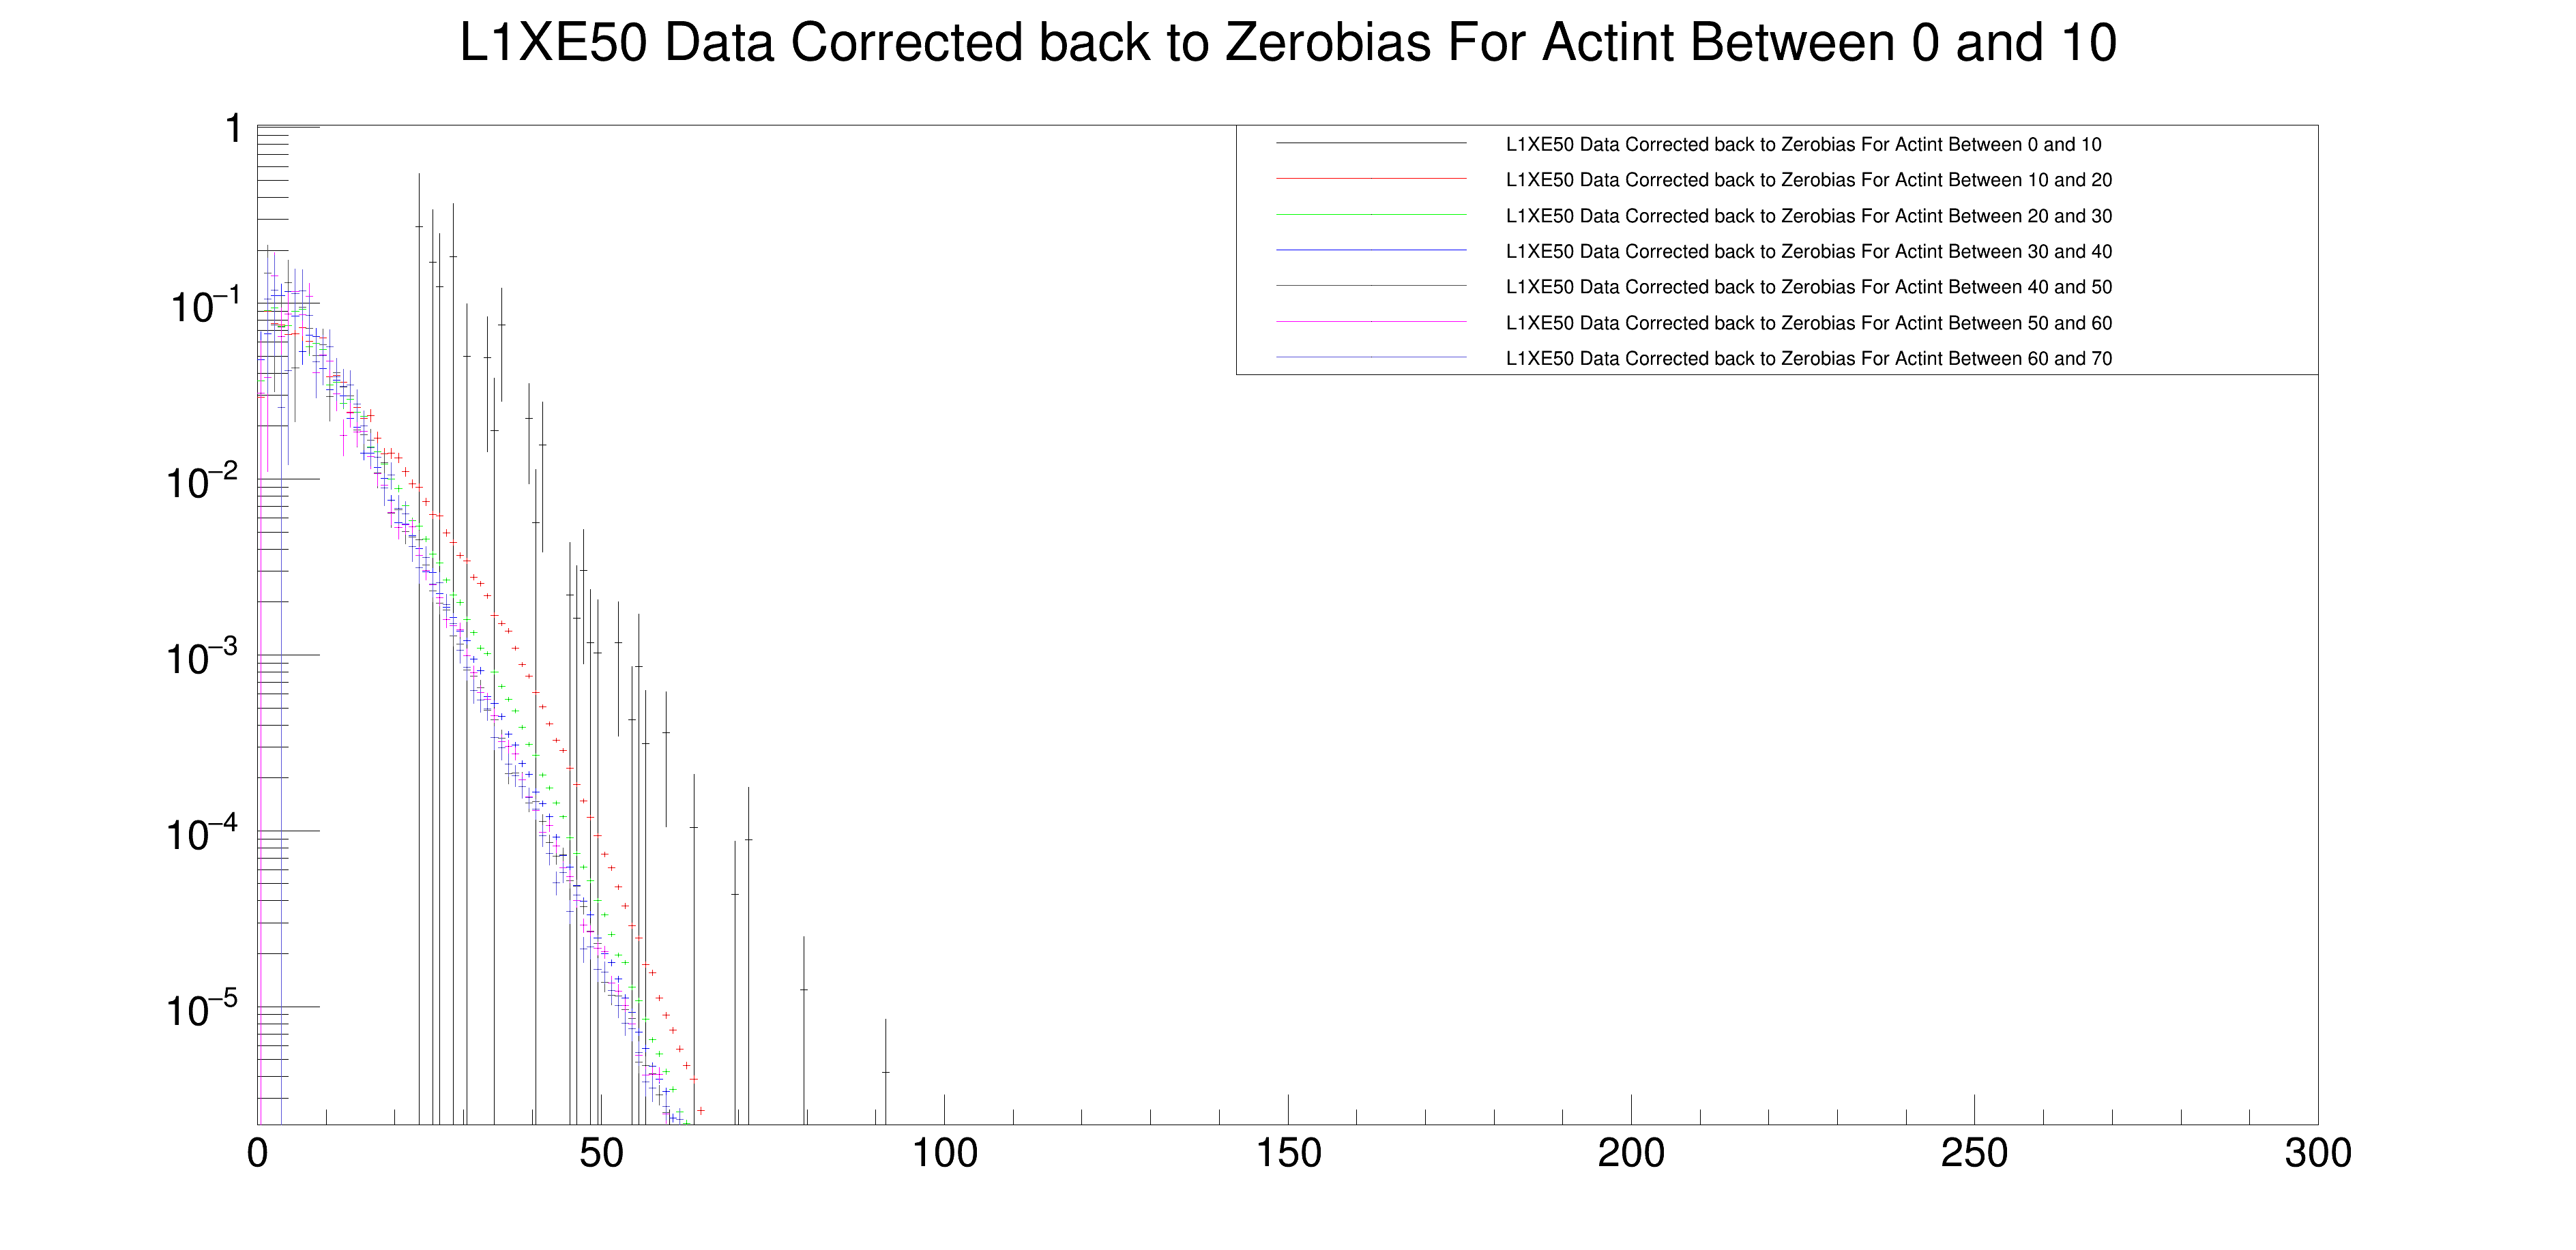 L1XE50 Data Corrected back to Zerobias For Actint Between 0 and 10
1
L1XE50 Data Corrected back to Zerobias For Actint Between 0 and 10
L1XE50 Data Corrected back to Zerobias For Actint Between 10 and 20
L1XE50 Data Corrected back to Zerobias For Actint Between 20 and 30
L1XE50 Data Corrected back to Zerobias For Actint Between 30 and 40
L1XE50 Data Corrected back to Zerobias For Actint Between 40 and 50
L1XE50 Data Corrected back to Zerobias For Actint Between 50 and 60
L1XE50 Data Corrected back to Zerobias For Actint Between 60 and 70
10⁻¹
10⁻²
10⁻³
10⁻⁴
10⁻⁵
0 50 100 150 200 250 300